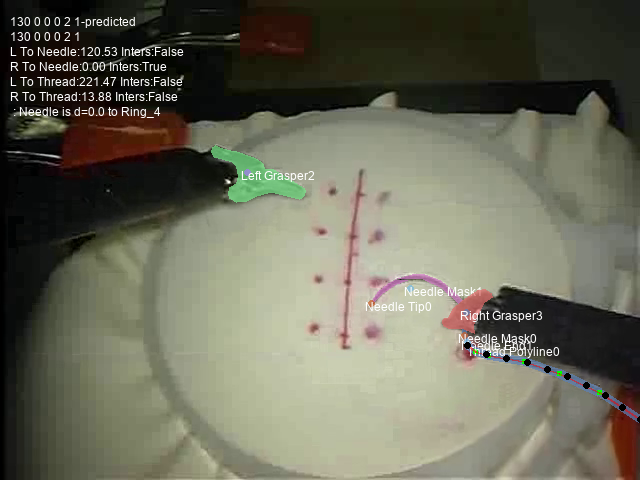 130 0 0 0 2 1-predicted
130 0 0 0 2 1
L To Needle:120.53 Inters:False
R To Needle:0.00 Inters:True
L To Thread:221.47 Inters:False
R To Thread:13.88 Inters:False
: Needle is d=0.0 to Ring_4
Left Grasper2
Needle Mask1
Needle Tip0
Right Grasper3
Needle Mask0
Needle End1
Thread Polyline0